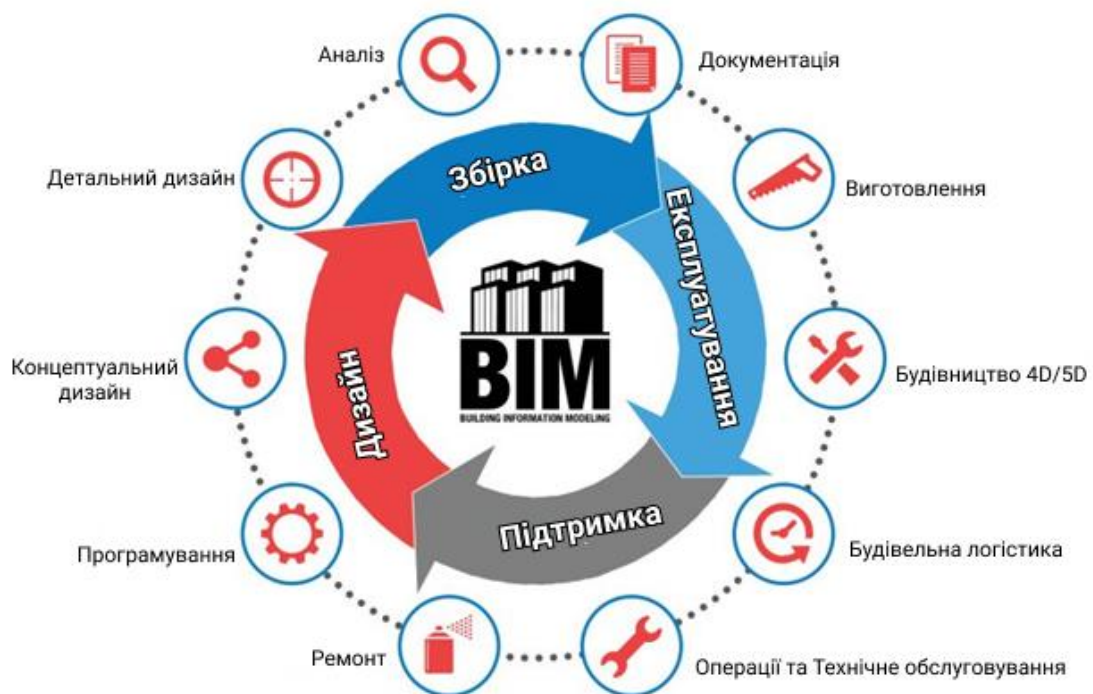 Аналіз
Документація
Детальний дизайн
Виготовлення
Концептуальний
дизайн
Будівництво 4D/5D
Програмування
Будівельна логістика
Ремонт
Операції та Технічне обслуговування
Збірка
Експлуатування
Підтримка
Дизайн
BIM
BUILDING INFORMATION MODELING